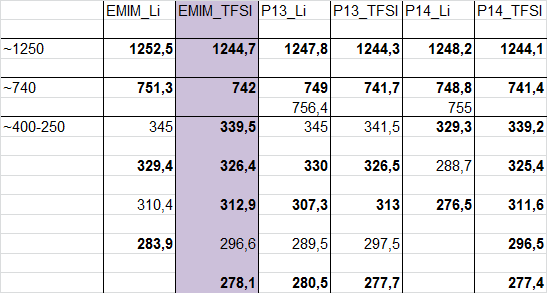 EMIM_Li EMIM_TFSI P13_Li P13_TFSI P14_Li P14_TFSI
~1250 1252,5 1244,7 1247,8 1244,3 1248,2 1244,1
~740 751,3 742 749 741,7 748,8 741,4
756,4 755
~400-250 345 339,5 345 341,5 329,3 339,2
329,4 326,4 330 326,5 288,7 325,4
310,4 312,9 307,3 313 276,5 311,6
283,9 296,6 289,5 297,5 296,5
278,1 280,5 277,7 277,4